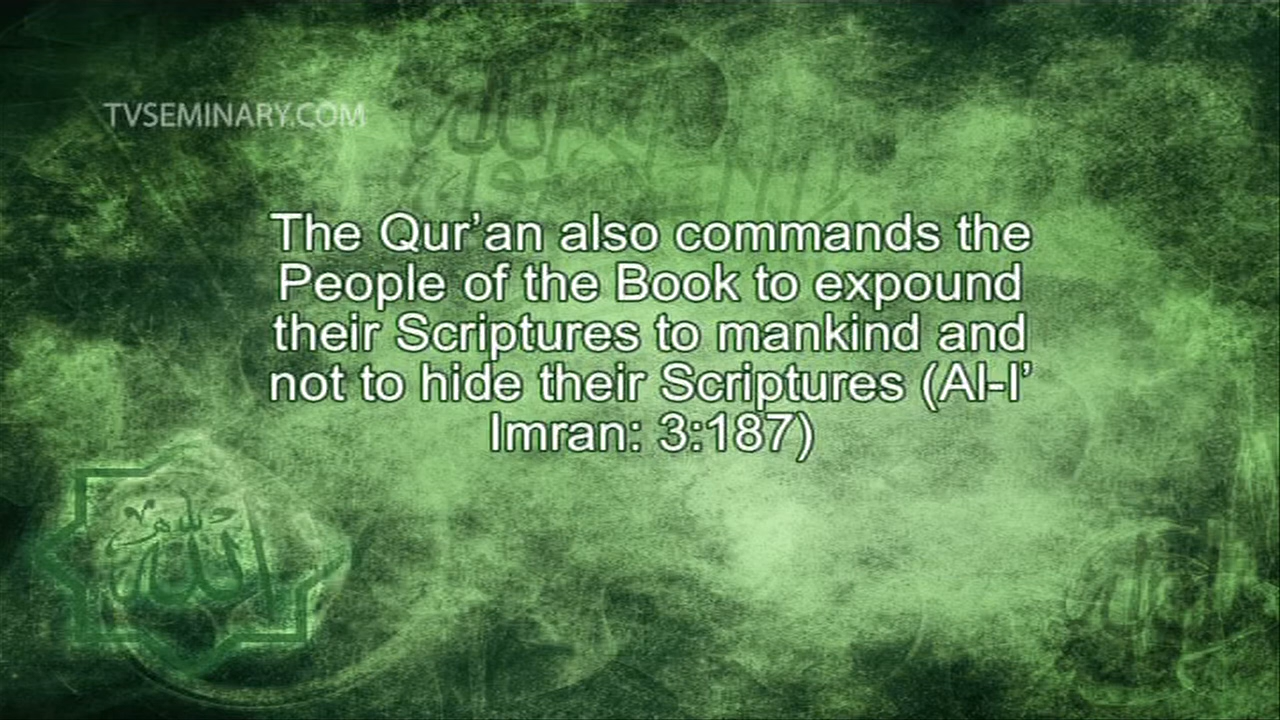 TVSEMINARY.COM
The Qur’an also commands the
People of the Book to expound
their Scriptures to mankind and
not to hide their Scriptures (Al-I’
Imran: 3:187)
الله